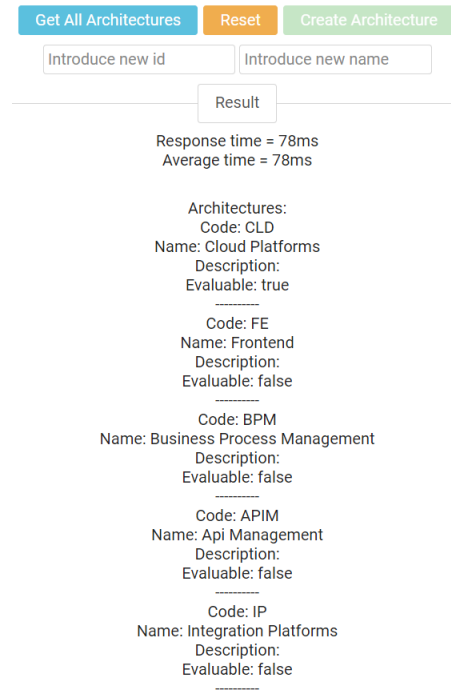 Get All Architectures Reset Create Architecture
Introduce new id Introduce new name
Result
Response time = 78ms
Average time = 78ms
Architectures:
Code: CLD
Name: Cloud Platforms
Description:
Evaluable: true
----------
Code: FE
Name: Frontend
Description:
Evaluable: false
----------
Code: BPM
Name: Business Process Management
Description:
Evaluable: false
----------
Code: APIM
Name: Api Management
Description:
Evaluable: false
----------
Code: IP
Name: Integration Platforms
Description:
Evaluable: false
----------